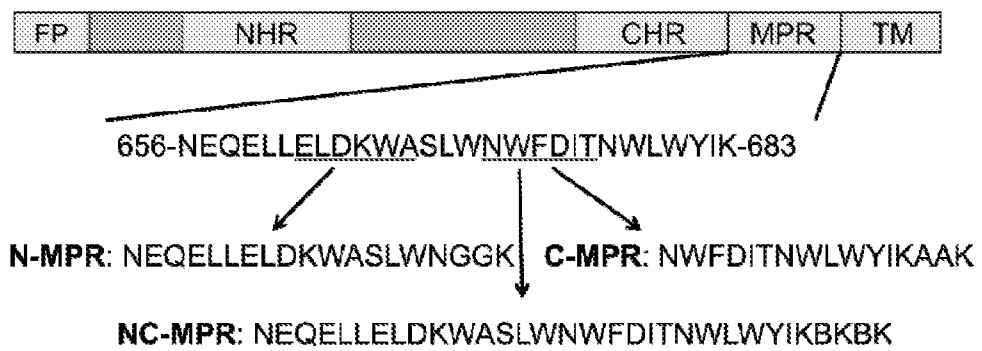 FP NHR CHR MPR TM
656-NEQELLELDKWASLWNWFDITNWLWYIK-683
N-MPR: NEQELLELDKWASLWNGGK C-MPR: NWFDITNWLWYIKAAK
NC-MPR: NEQELLELDKWASLWNWFDITNWLWYIKBKBK